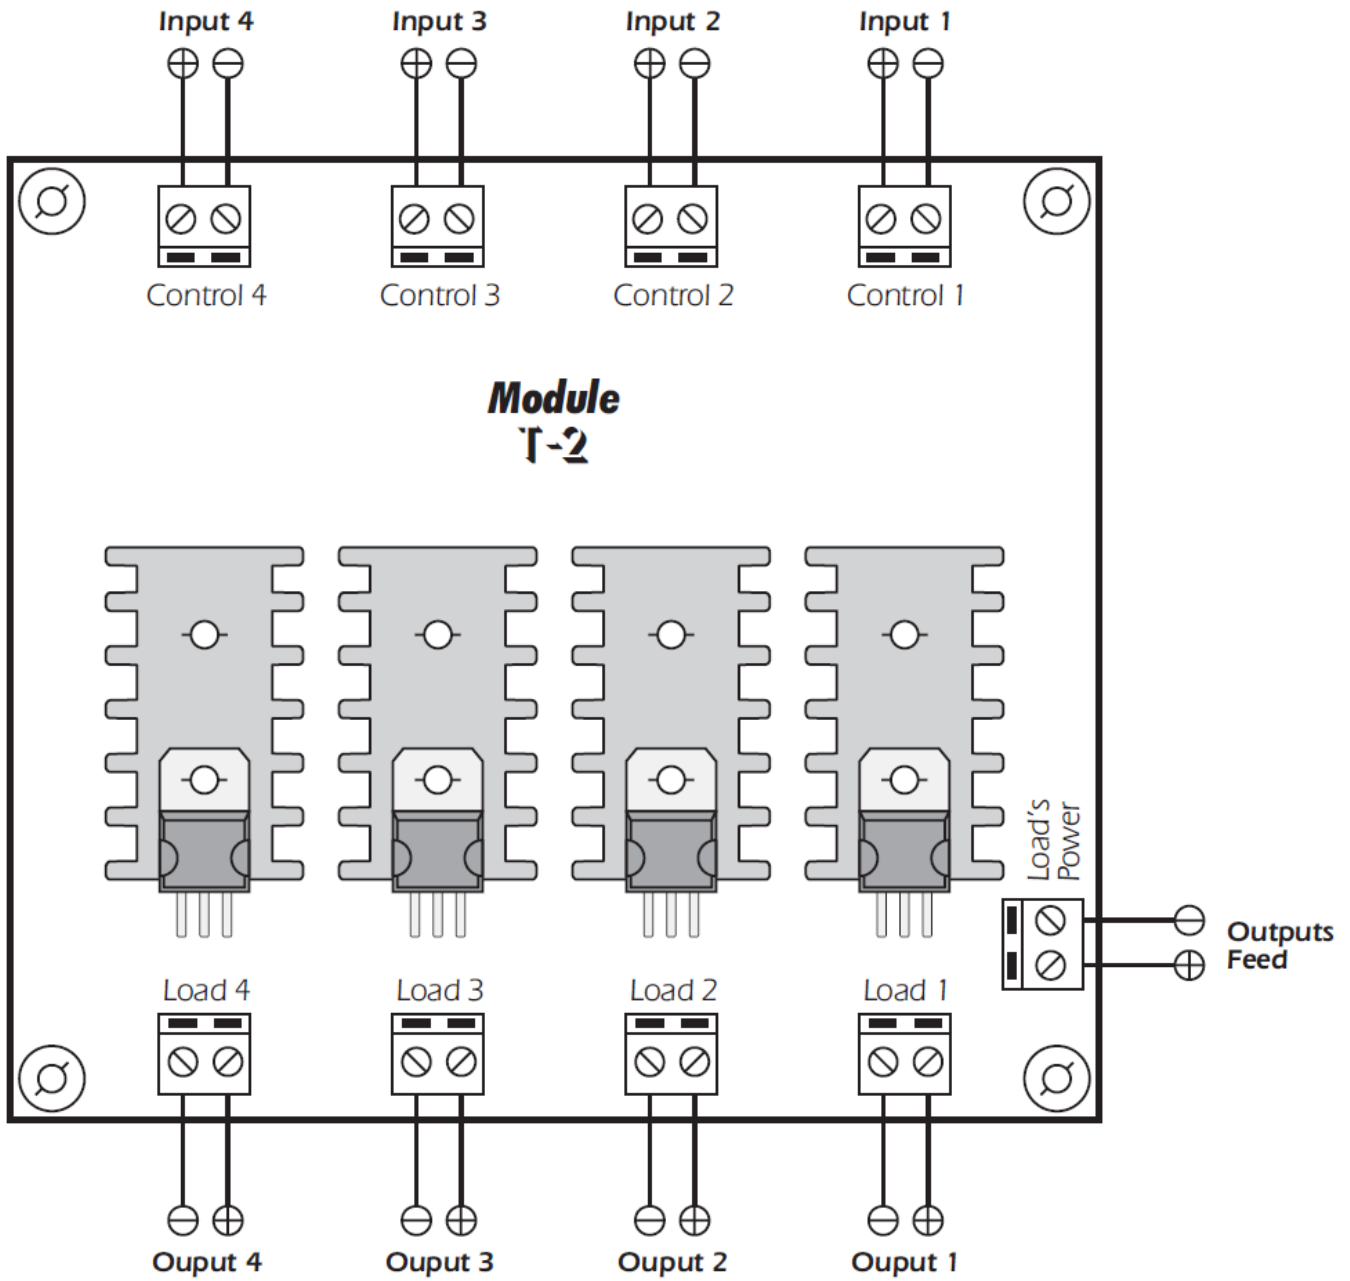 Input 4 Input 3 Input 2 Input 1
Control 4 Control 3 Control 2 Control 1
Module
T-2
Load's
Power
Outputs
Feed
Load 4 Load 3 Load 2 Load 1
Ouput 4 Ouput 3 Ouput 2 Ouput 1